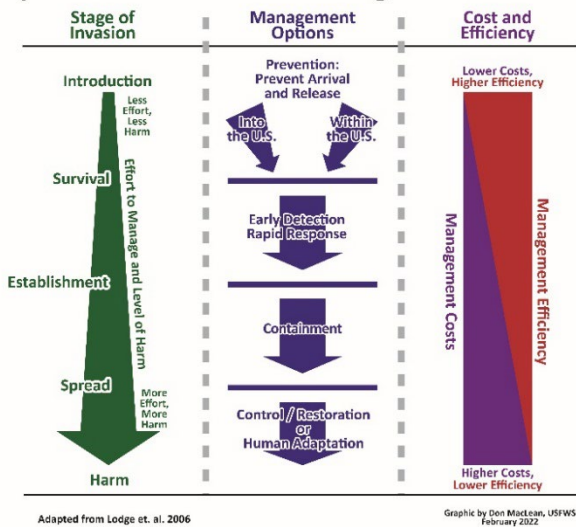 Stage of
Invasion
Management
Options
Cost and
Efficiency
Introduction
Less
Effort,
Less
Harm
Survival
Establishment
Spread
Effort to Manage and Level of Harm
More
Effort,
More
Harm
Harm
Prevention:
Prevent Arrival
and Release
Into
the U.S.
Within
the U.S.
Early Detection
Rapid Response
Containment
Control / Restoration
or
Human Adaptation
Lower Costs,
Higher Efficiency
Management Costs
Management Efficiency
Higher Costs,
Lower Efficiency
Adapted from Lodge et. al. 2006
Graphic by Don MacLean, USFWS
February 2022